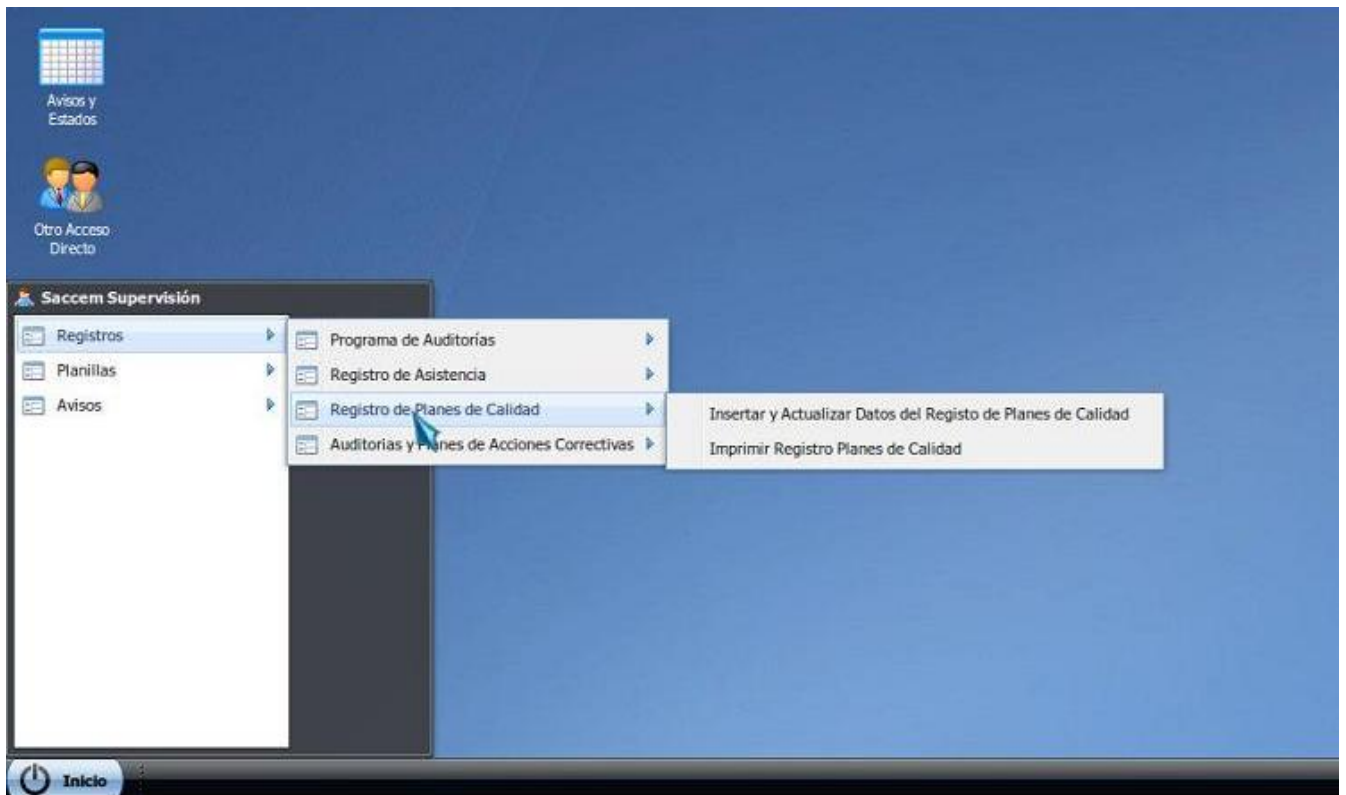 Avisos y
Estados
Otro Acceso
Directo
Saccem Supervisión
Registros
Planillas
Avisos
Programa de Auditorías
Registro de Asistencia
Registro de Planes de Calidad
Auditorias y Planes de Acciones Correctivas
Insertar y Actualizar Datos del Registo de Planes de Calidad
Imprimir Registro Planes de Calidad
Inicio